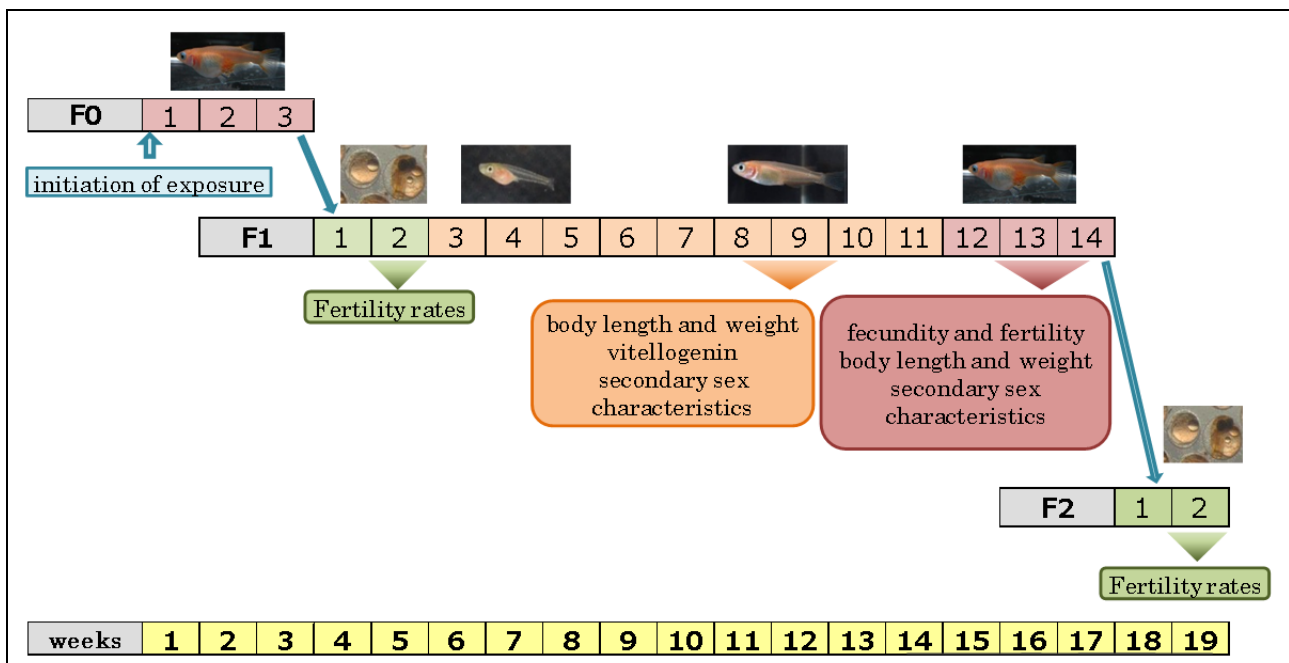 F0 1 2 3
initiation of exposure
F1 1 2 3 4 5 6 7 8 9 10 11 12 13 14
Fertility rates
body length and weight
vitellogenin
secondary sex
characteristics
fecundity and fertility
body length and weight
secondary sex
characteristics
F2 1 2
Fertility rates
weeks 1 2 3 4 5 6 7 8 9 10 11 12 13 14 15 16 17 18 19